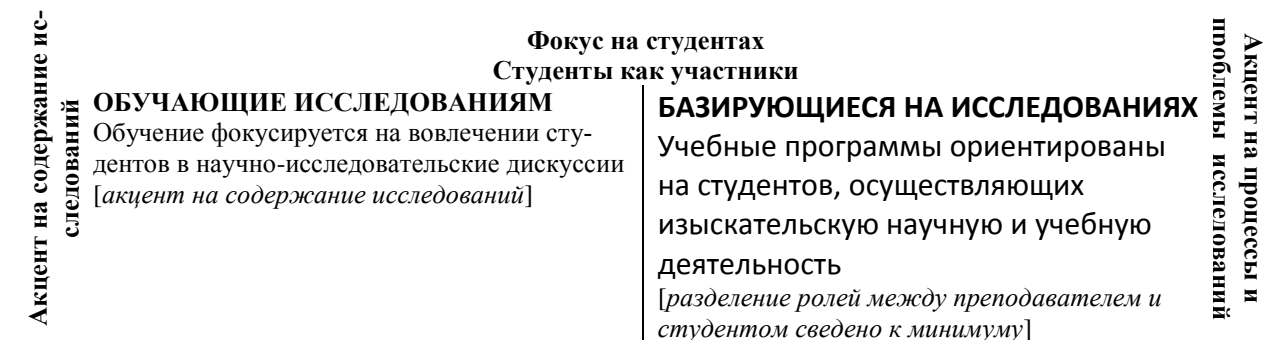 Акцент на содержание ис-
следований
Фокус на студентах
Студенты как участники
ОБУЧАЮЩИЕ ИССЛЕДОВАНИЯМ
Обучение фокусируется на вовлечении сту-
дентов в научно-исследовательские дискуссии
[акцент на содержание исследований]
БАЗИРУЮЩИЕСЯ НА ИССЛЕДОВАНИЯХ
Учебные программы ориентированы
на студентов, осуществляющих
изыскательскую научную и учебную
деятельность
[разделение ролей между преподавателем и
студентом сведено к минимуму]
Акцент на процессы и
проблемы исследований